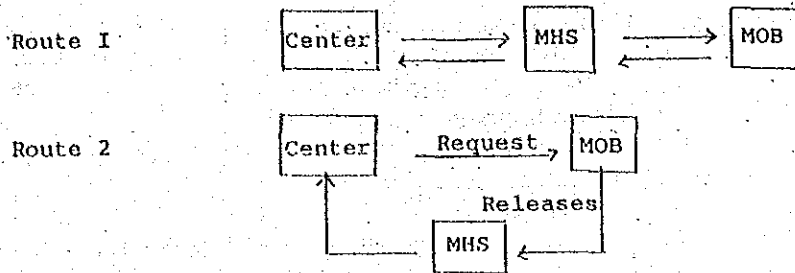 Route I Center MHS MOB
Route 2 Center Request MOB
Releases
MHS